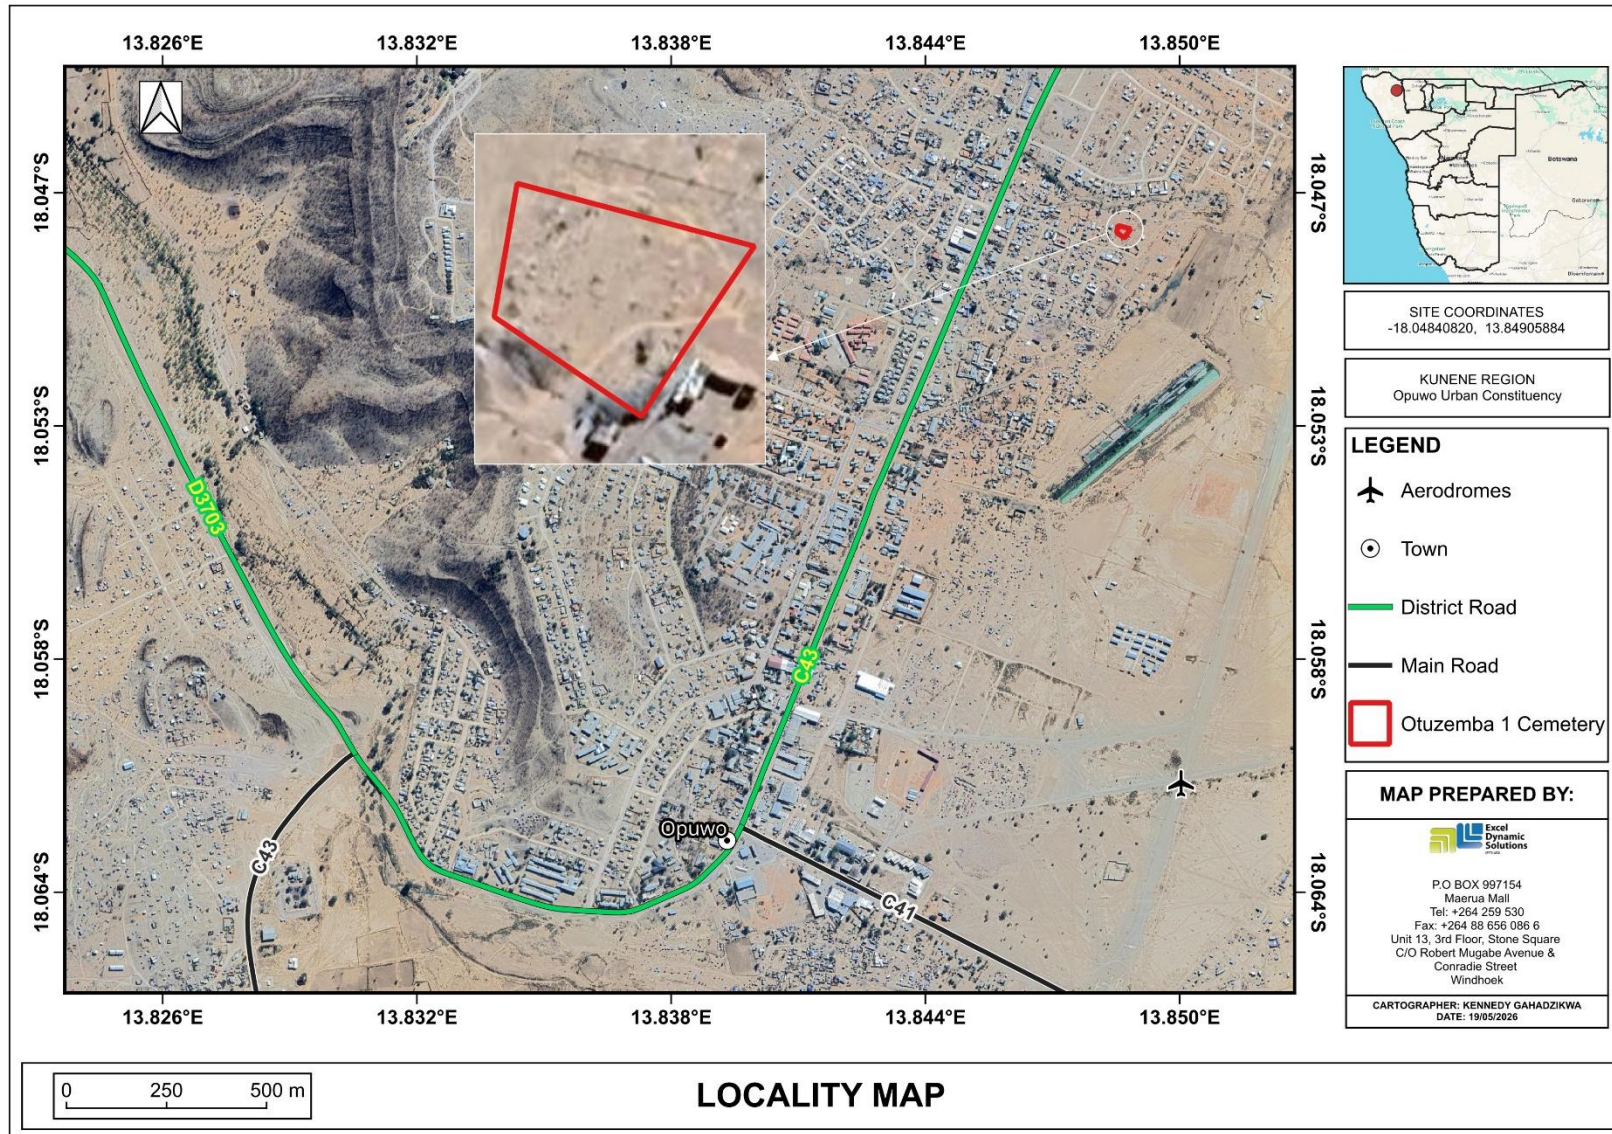 13.826°E 13.832°E 13.838°E 13.844°E 13.850°E
18.047°S
18.053°S
18.058°S
18.064°S
18.047°S
18.053°S
18.058°S
18.064°S
D3703
C43
C43
Opuwo
C41
13.826°E 13.832°E 13.838°E 13.844°E 13.850°E
Botswana
SITE COORDINATES
-18.04840820, 13.84905884
KUNENE REGION
Opuwo Urban Constituency
LEGEND
Aerodromes
Town
District Road
Main Road
Otuzemba 1 Cemetery
MAP PREPARED BY:
Excel
Dynamic
Solutions
P.O BOX 997154
Maerua Mall
Tel: +264 259 530
Fax: +264 88 656 086 6
Unit 13, 3rd Floor, Stone Square
C/O Robert Mugabe Avenue &
Conradie Street
Windhoek
CARTOGRAPHER: KENNEDY GAHADZIKWA
DATE: 19/05/2026
0 250 500 m
LOCALITY MAP